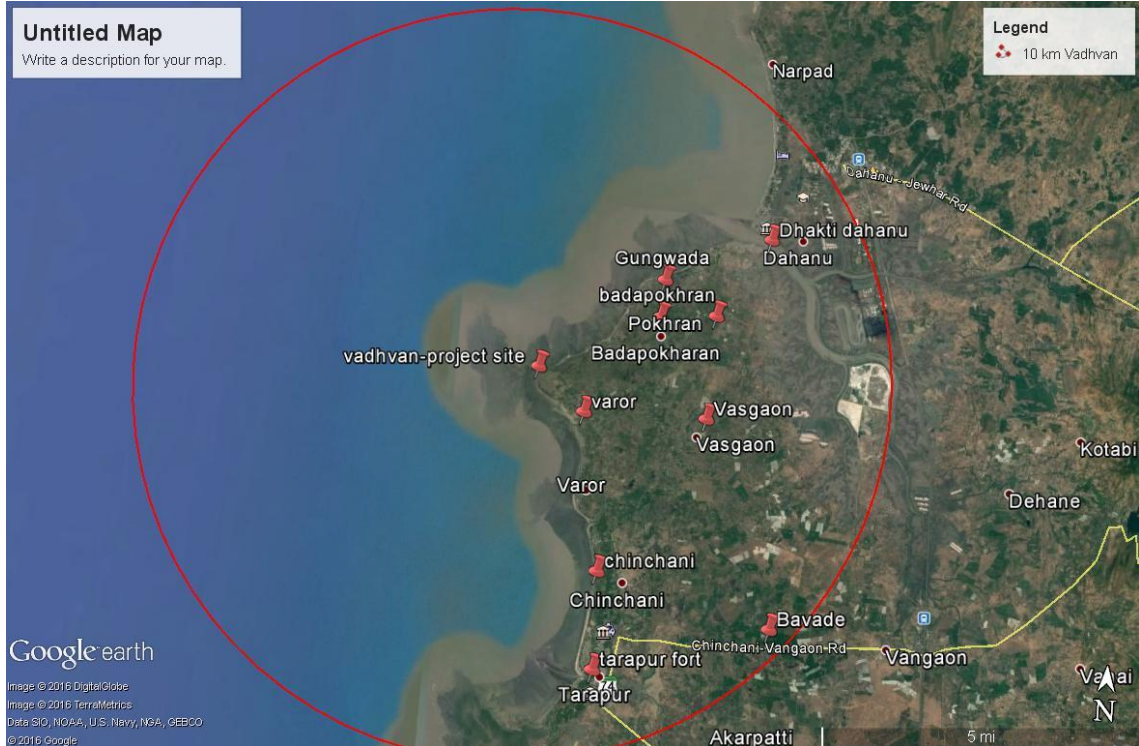 Untitled Map
Write a description for your map.
Legend
10 km Vadhvan
Narpad
Dahanu - Jewhar Rd
Dhakti dahanu
Dahanu
Gungwada
badapokhran
Pokhran
Badapokharan
vadhvan-project site
varor
Vasgaon
Vasgaon
Kotabi
Varor
Dehane
chinchani
Chinchani
Bavade
Chinchani-Vangaon Rd
Vangaon
tarapur fort
74
Tarapur
Akarpatti
N
5 mi
Google earth
Image © 2016 DigitalGlobe
Image © 2016 TerraMetrics
Data SIO, NOAA, U.S. Navy, NGA, GEBCO
© 2016 Google